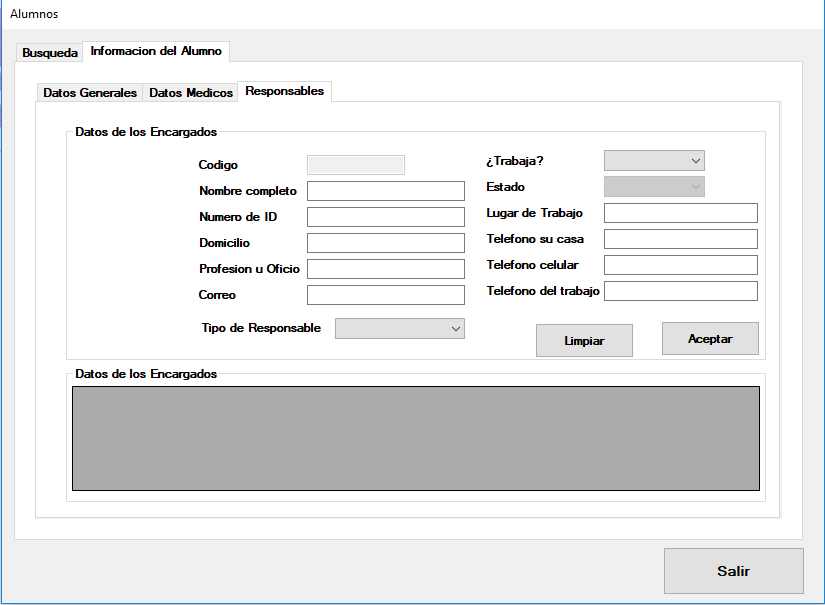 Alumnos
Busqueda Informacion del Alumno
Datos Generales Datos Medicos Responsables
Datos de los Encargados
Codigo
Nombre completo
Numero de ID
Domicilio
Profesion u Oficio
Correo
Tipo de Responsable
¿Trabaja?
Estado
Lugar de Trabajo
Telefono su casa
Telefono celular
Telefono del trabajo
Limpiar Aceptar
Datos de los Encargados
Salir